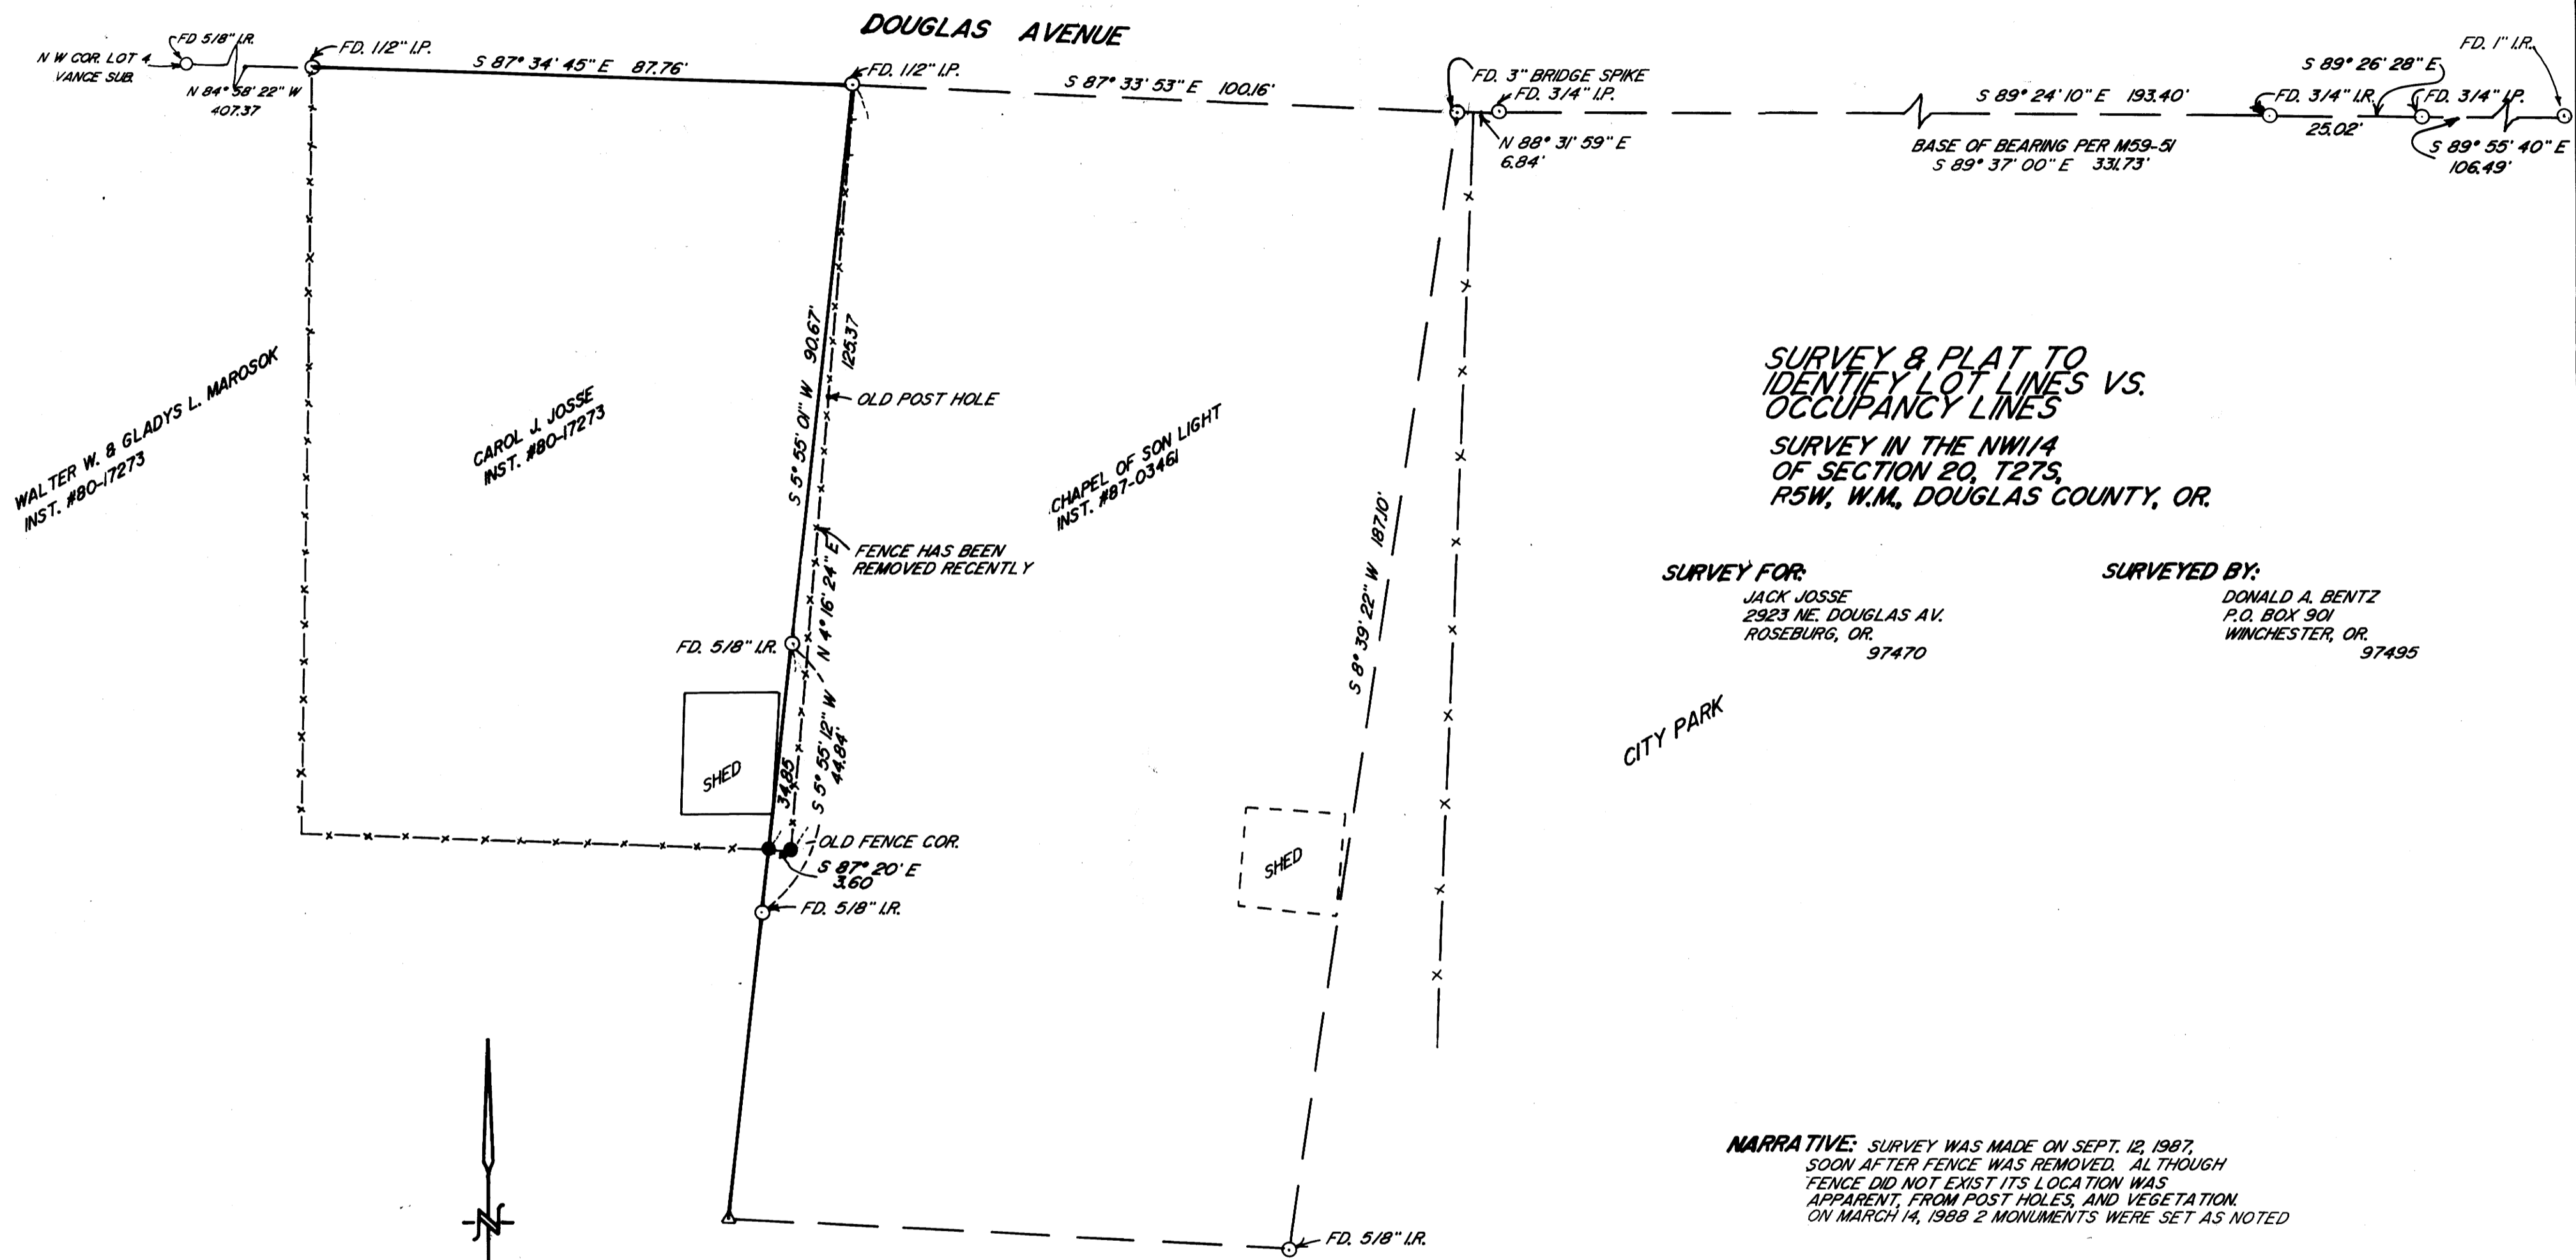 DOUGLAS AVENUE
N W COR. LOT 4
VANCE SUB.
FD 5/8" I.R.
N 84° 58' 22" W
407.37
FD. 1/2" I.P.
S 87° 34' 45" E 87.76'
FD. 1/2" I.P.
S 87° 33' 53" E 100.16'
FD. 3" BRIDGE SPIKE
FD. 3/4" I.P.
N 88° 31' 59" E
6.84'
S 89° 24' 10" E 193.40'
BASE OF BEARING PER M59-51
S 89° 37' 00" E 331.73'
FD. 3/4" I.R.
S 89° 26' 28" E
25.02'
FD. 3/4" I.P.
FD. 1" I.R.
S 89° 55' 40" E
106.49'
WALTER W. & GLADYS L. MAROSOK
INST. #80-17273
CAROL J. JOSSE
INST. #80-17273
S 5° 55' 01" W 90.67'
125.37
OLD POST HOLE
CHAPEL OF SON LIGHT
INST. #87-03461
FENCE HAS BEEN
REMOVED RECENTLY
N 4° 16' 24" E
FD. 5/8" I.R.
S 5° 55' 12" W
44.84'
34.85
SHED
OLD FENCE COR.
S 87° 20' E
3.60
FD. 5/8" I.R.
S 8° 39' 22" W 187.10'
SHED
CITY PARK
FD. 5/8" I.R.
N
SURVEY & PLAT TO
IDENTIFY LOT LINES VS.
OCCUPANCY LINES
SURVEY IN THE NW1/4
OF SECTION 20, T27S,
R5W, W.M., DOUGLAS COUNTY, OR.
SURVEY FOR:
JACK JOSSE
2923 NE. DOUGLAS AV.
ROSEBURG, OR.
97470
SURVEYED BY:
DONALD A. BENTZ
P.O. BOX 901
WINCHESTER, OR.
97495
NARRATIVE: SURVEY WAS MADE ON SEPT. 12, 1987,
SOON AFTER FENCE WAS REMOVED. ALTHOUGH
FENCE DID NOT EXIST ITS LOCATION WAS
APPARENT, FROM POST HOLES, AND VEGETATION.
ON MARCH 14, 1988 2 MONUMENTS WERE SET AS NOTED